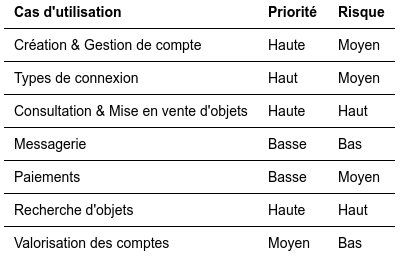 Cas d'utilisation Priorité Risque
Création & Gestion de compte Haute Moyen
Types de connexion Haut Moyen
Consultation & Mise en vente d'objets Haute Haut
Messagerie Basse Bas
Paiements Basse Moyen
Recherche d'objets Haute Haut
Valorisation des comptes Moyen Bas